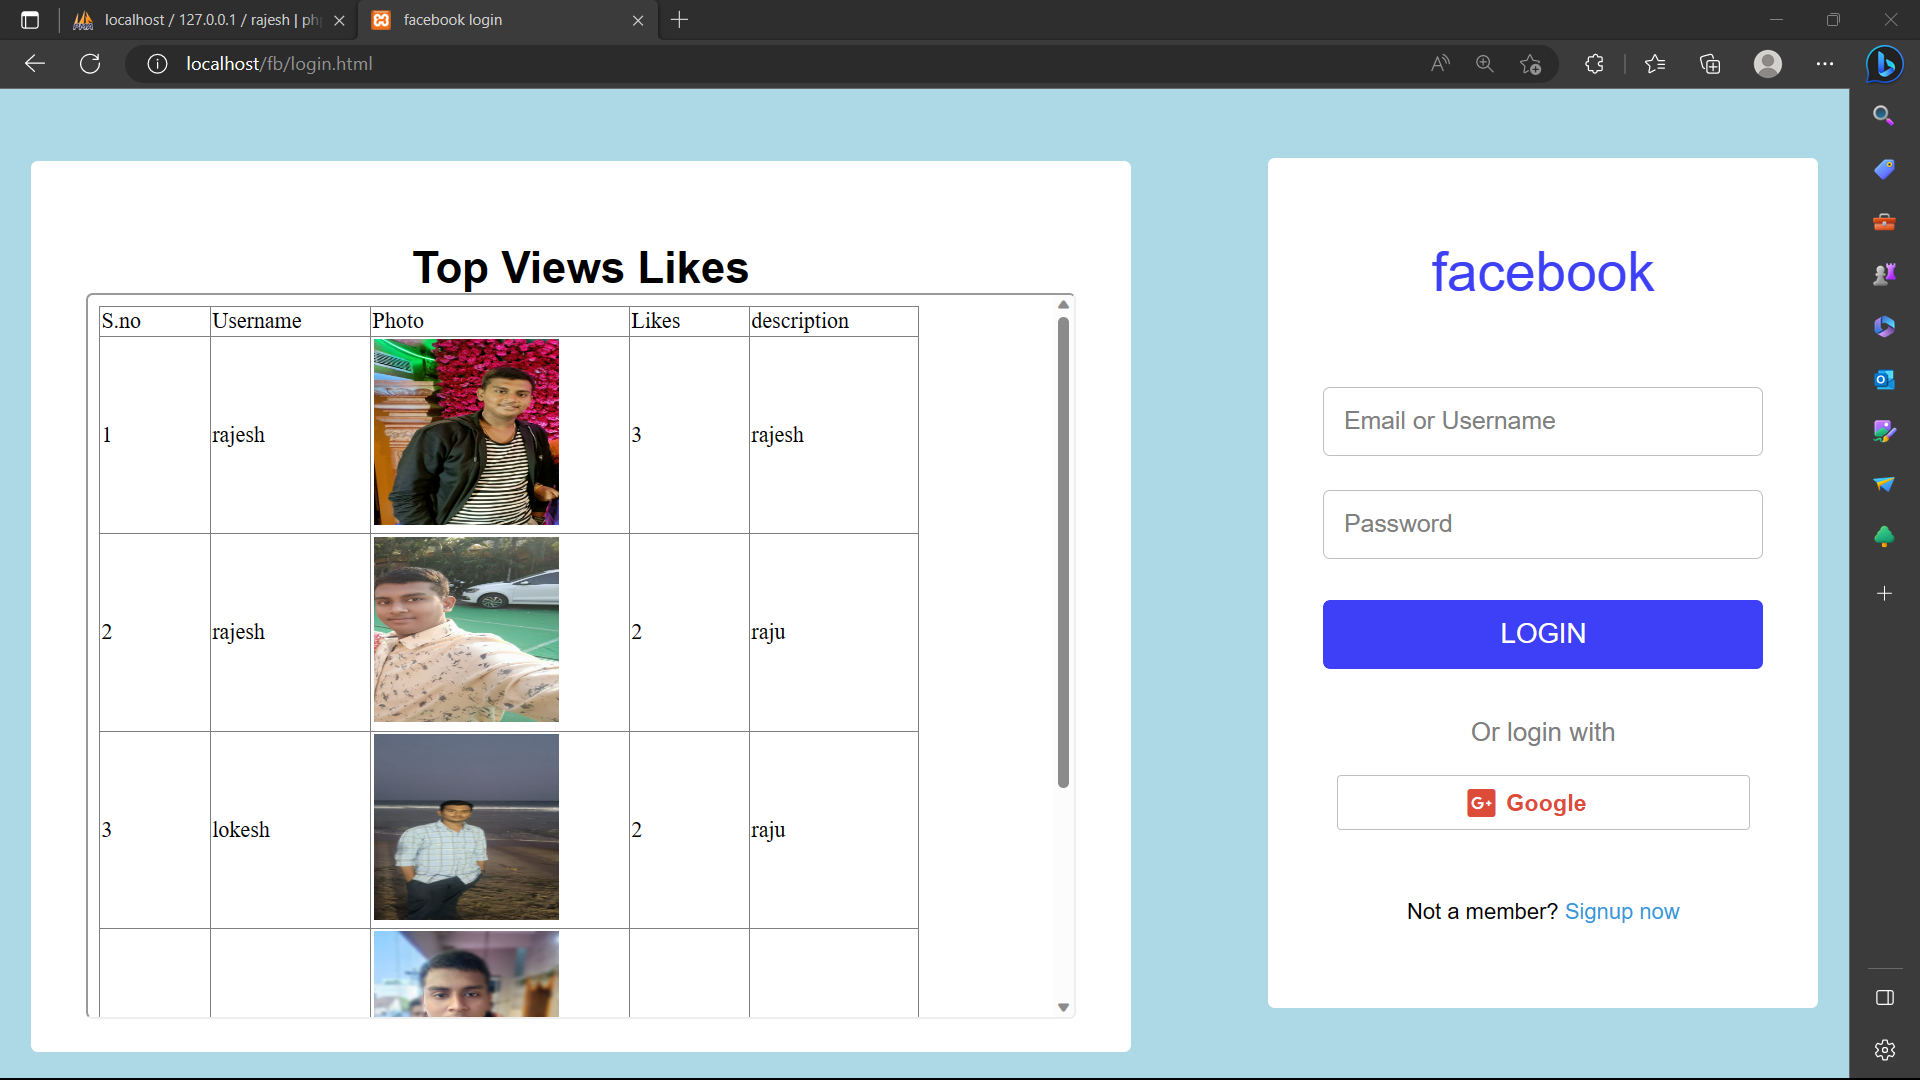 localhost / 127.0.0.1 / rajesh | ph
facebook login
localhost/fb/login.html
Top Views Likes
S.no Username Photo Likes description
1 rajesh 3 rajesh
2 rajesh 2 raju
3 lokesh 2 raju
facebook
Email or Username
Password
LOGIN
Or login with
G+ Google
Not a member? Signup now